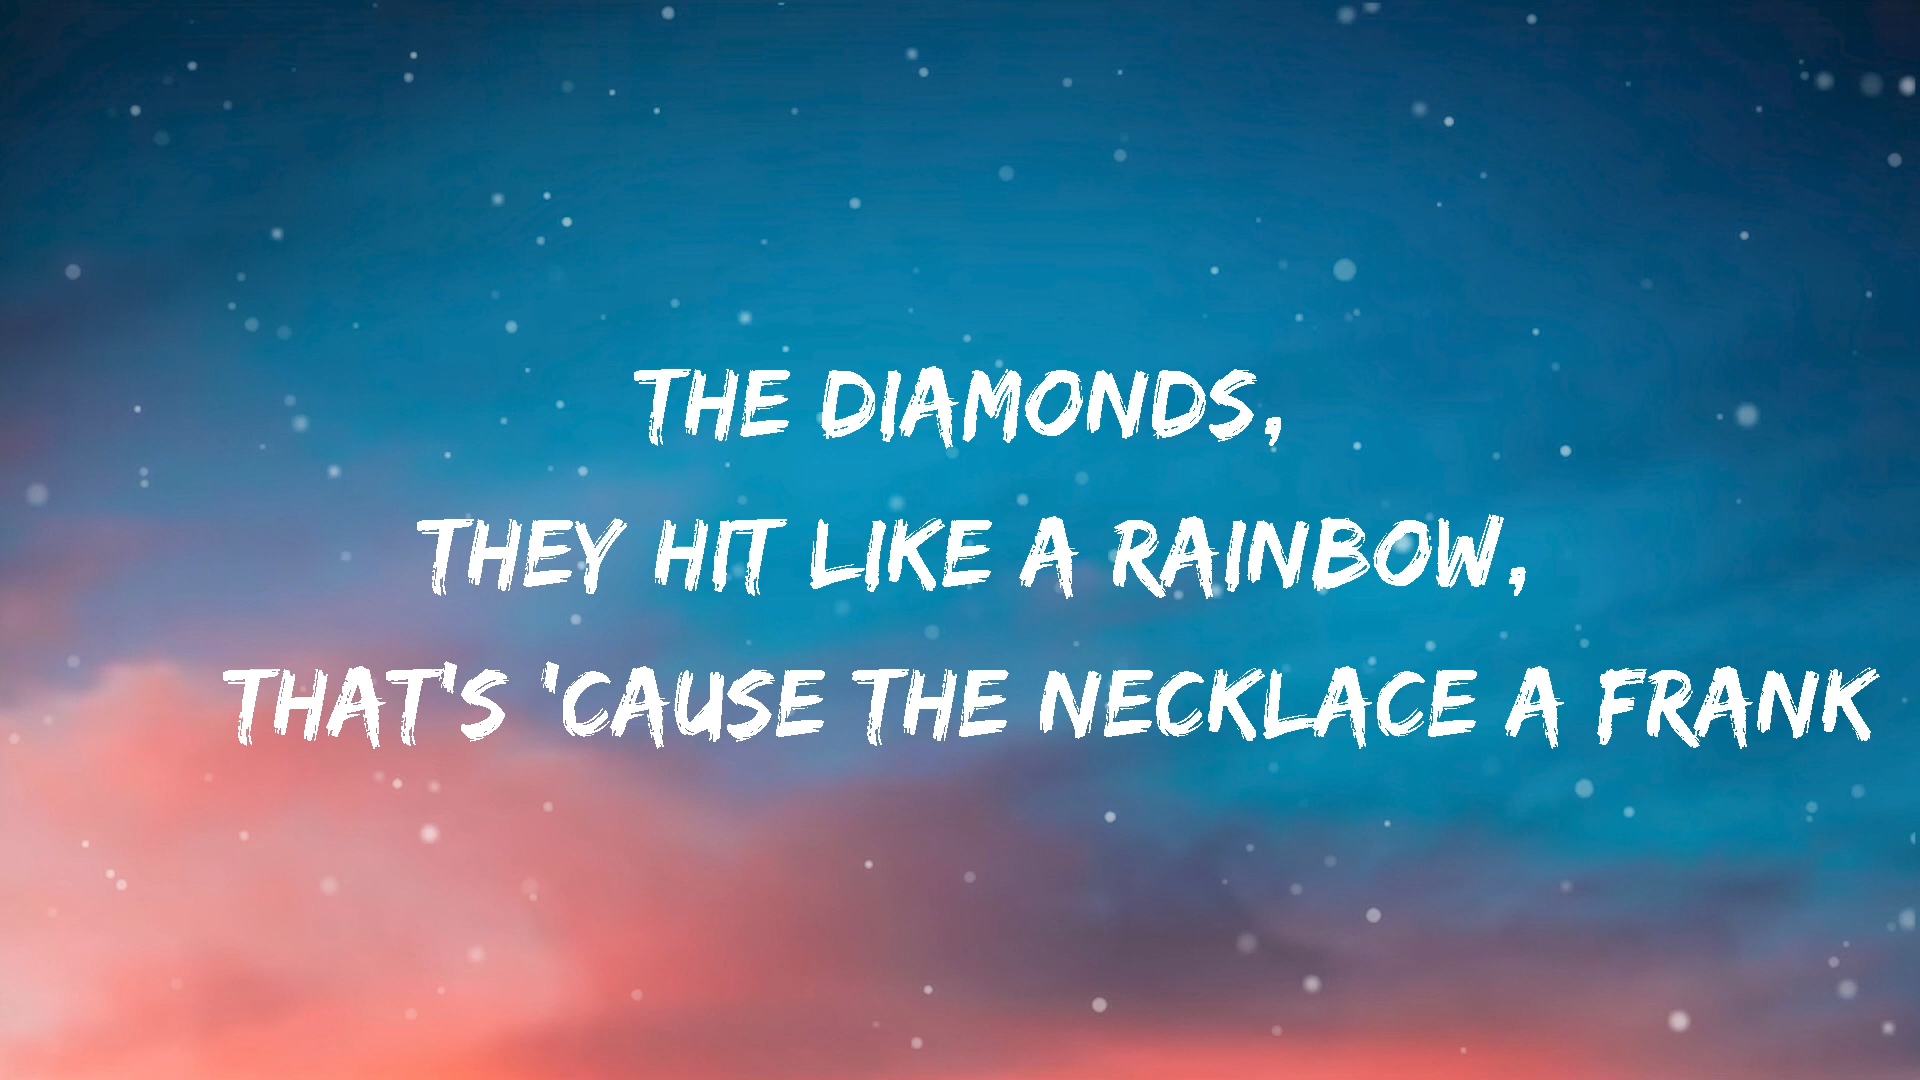 THE DIAMONDS,
THEY HIT LIKE A RAINBOW,
THAT'S 'CAUSE THE NECKLACE A FRANK